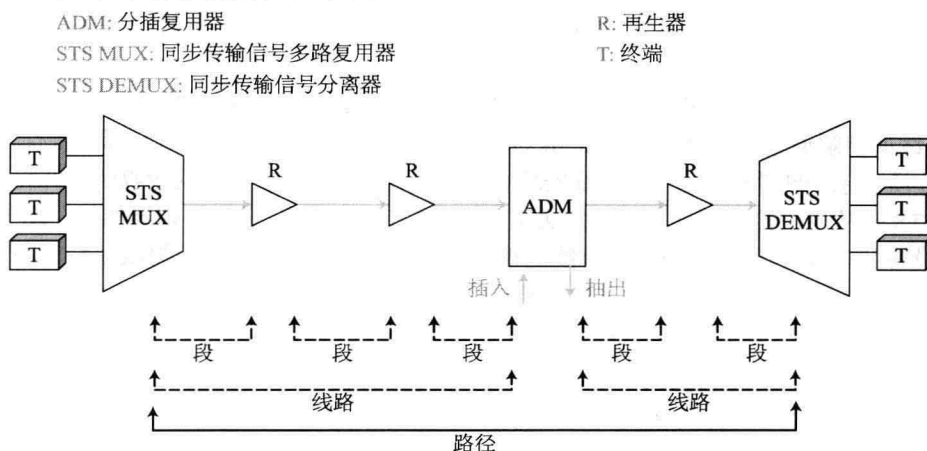 ADM: 分插复用器
R: 再生器
STS MUX: 同步传输信号多路复用器
T: 终端
STS DEMUX: 同步传输信号分离器
T
T
T
STS
MUX
R
R
ADM
R
STS
DEMUX
T
T
T
插入
抽出
段
段
段
段
段
线路
线路
路径